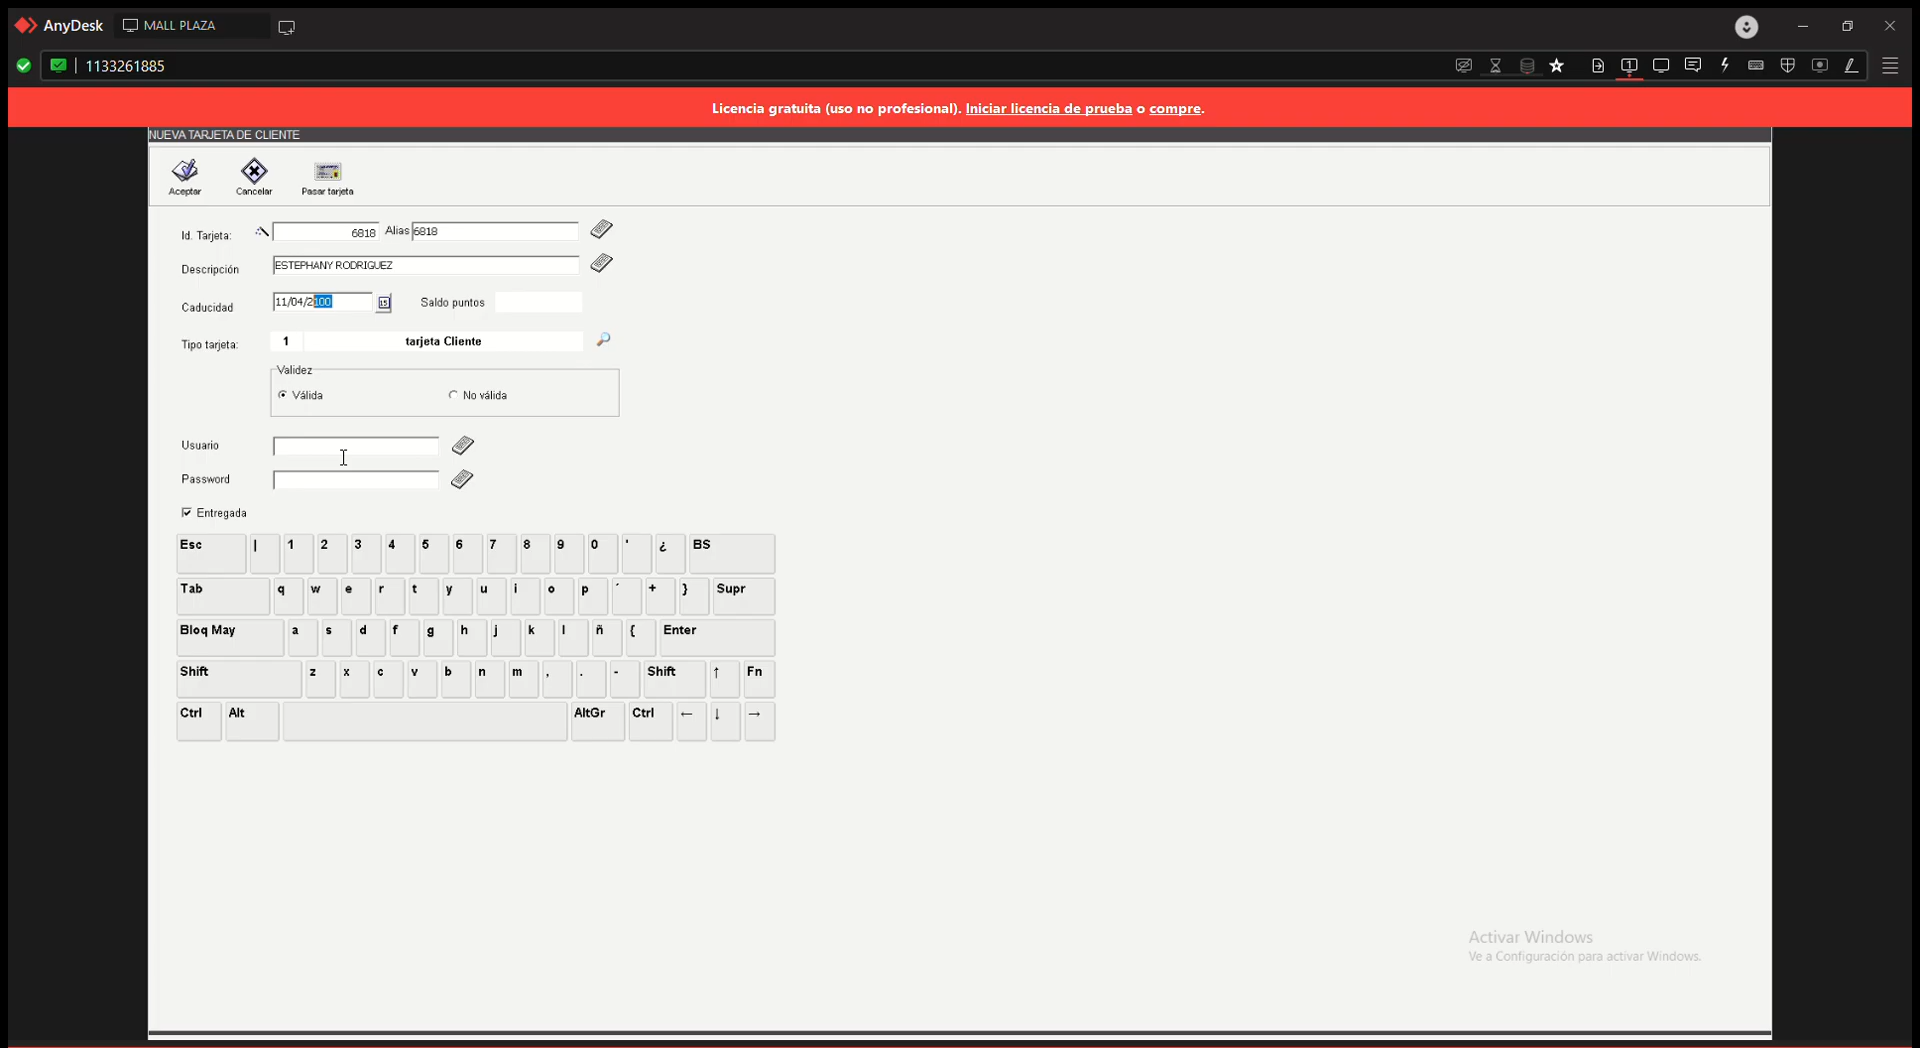 AnyDesk MALL PLAZA
1133261885
Licencia gratuita (uso no profesional). Iniciar licencia de prueba o compre.
NUEVA TARJETA DE CLIENTE
Aceptar Cancelar Pasar tarjeta
Id. Tarjeta: 6818 Alias 6818
Descripción ESTEPHANY RODRIGUEZ
Caducidad 11/04/2100 15 Saldo puntos
Tipo tarjeta: 1 tarjeta Cliente
Validez
Válida No válida
Usuario
Password
Entregada
Esc | 1 2 3 4 5 6 7 8 9 0 ' ¿ BS
Tab q w e r t y u i o p ´ + } Supr
Bloq May a s d f g h j k l ñ { Enter
Shift z x c v b n m , . - Shift ↑ Fn
Ctrl Alt AltGr Ctrl ← ↓ →
Activar Windows
Ve a Configuración para activar Windows.